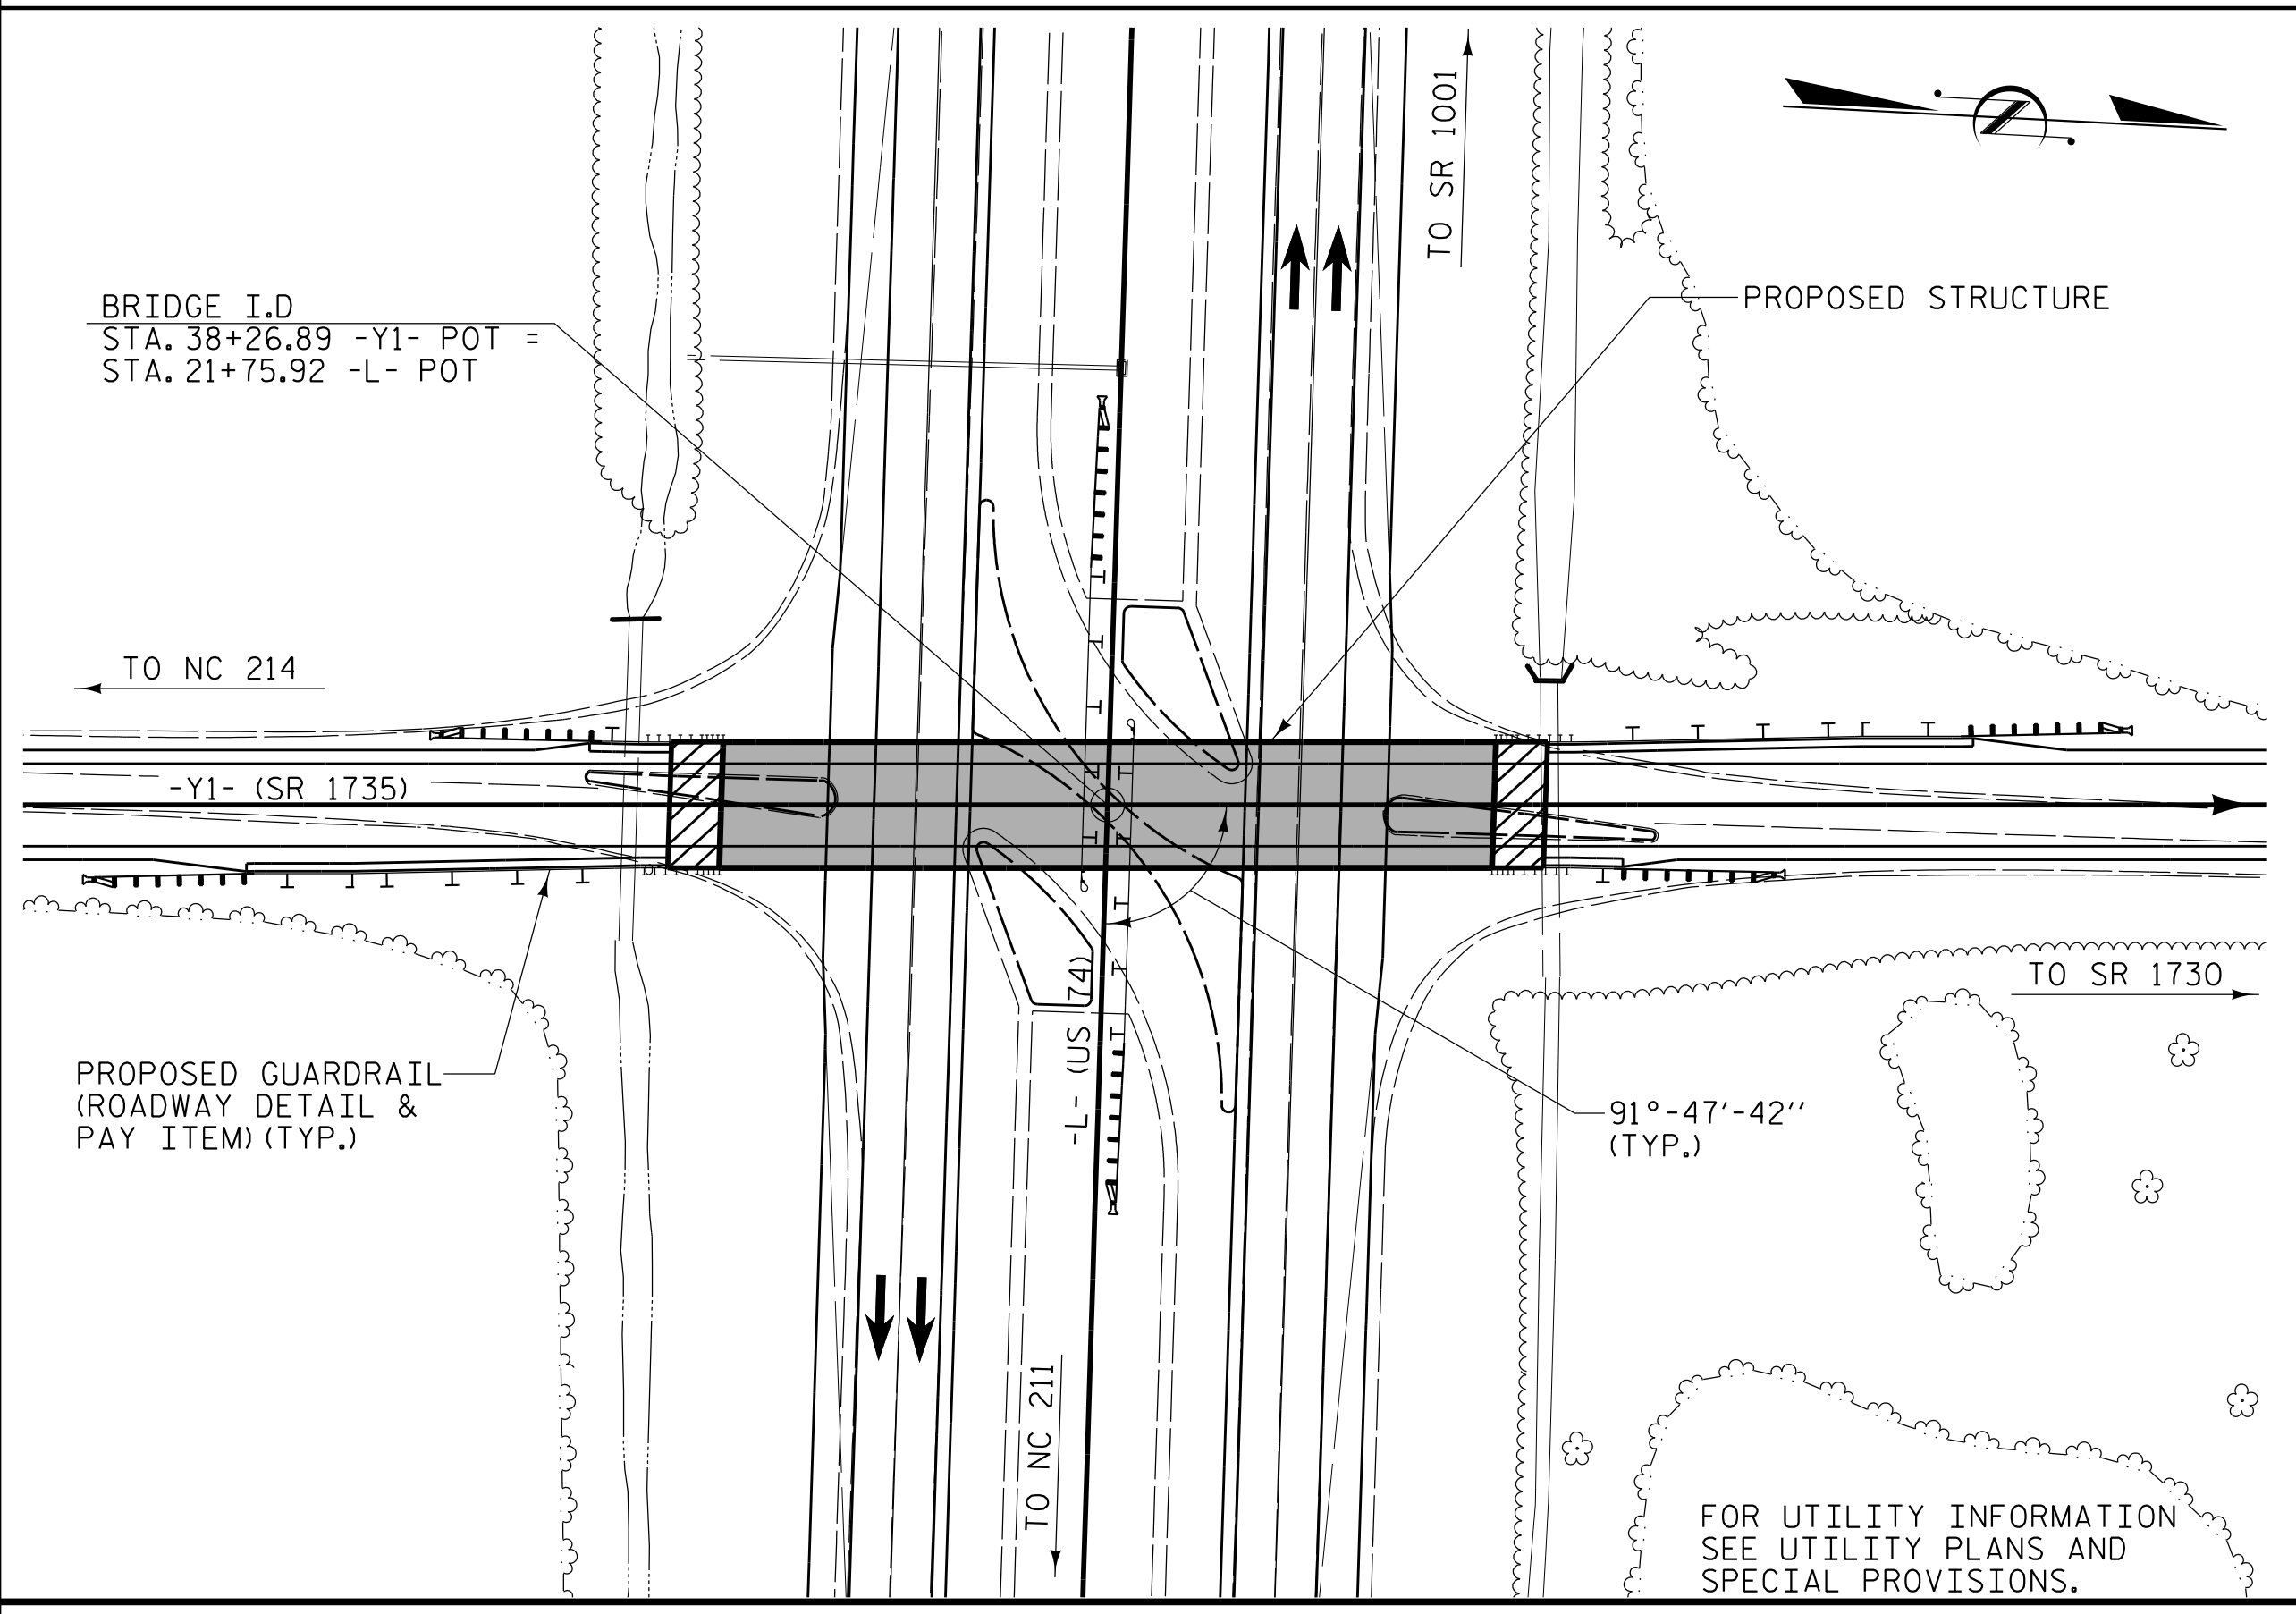 TO SR 1001
BRIDGE I.D
STA. 38+26.89 -Y1- POT =
STA. 21+75.92 -L- POT
PROPOSED STRUCTURE
TO NC 214
-Y1- (SR 1735)
-L- (US 74)
TO SR 1730
PROPOSED GUARDRAIL
(ROADWAY DETAIL &
PAY ITEM) (TYP.)
91°-47'-42''
(TYP.)
TO NC 211
FOR UTILITY INFORMATION
SEE UTILITY PLANS AND
SPECIAL PROVISIONS.